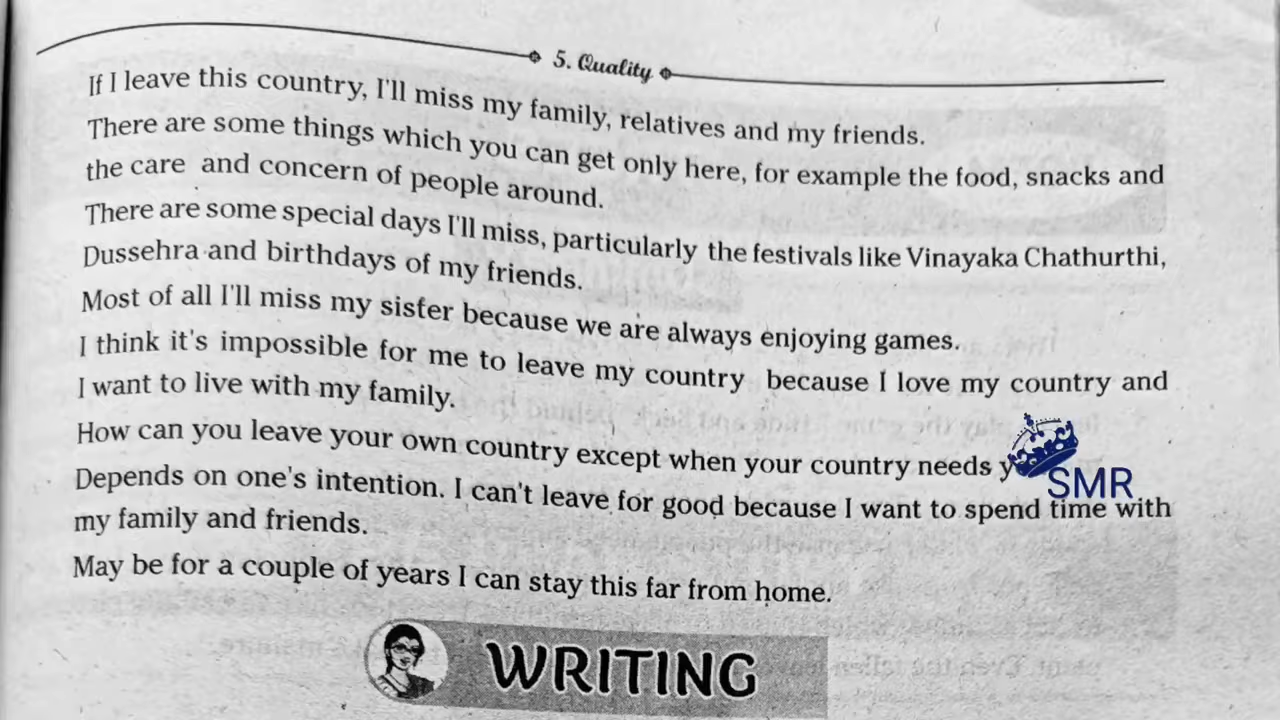 5. Quality
If I leave this country, I'll miss my family, relatives and my friends.
There are some things which you can get only here, for example the food, snacks and
the care and concern of people around.
There are some special days I'll miss, particularly the festivals like Vinayaka Chathurthi,
Dussehra and birthdays of my friends.
Most of all I'll miss my sister because we are always enjoying games.
I think it's impossible for me to leave my country because I love my country and
I want to live with my family.
How can you leave your own country except when your country needs
SMR
Depends on one's intention. I can't leave for good because I want to spend time with
my family and friends.
May be for a couple of years I can stay this far from home.
WRITING